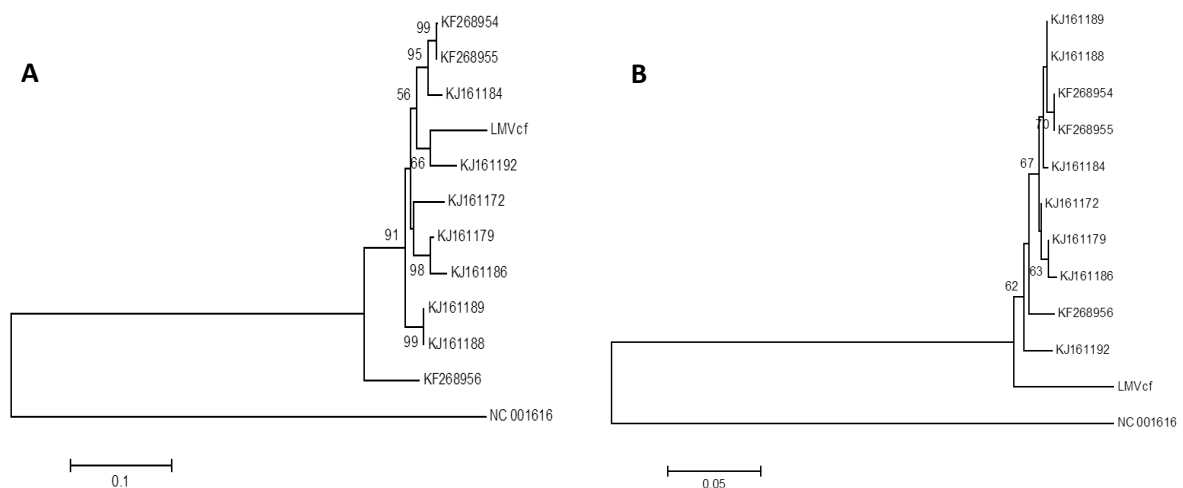 A
99
KF268954
95
KF268955
56
KJ161184
LMVcf
66
KJ161192
KJ161172
91
KJ161179
98
KJ161186
KJ161189
99
KJ161188
KF268956
NC 001616
0.1
B
KJ161189
KJ161188
KF268954
70
KF268955
67
KJ161184
KJ161172
KJ161179
63
KJ161186
62
KF268956
KJ161192
LMVcf
NC 001616
0.05